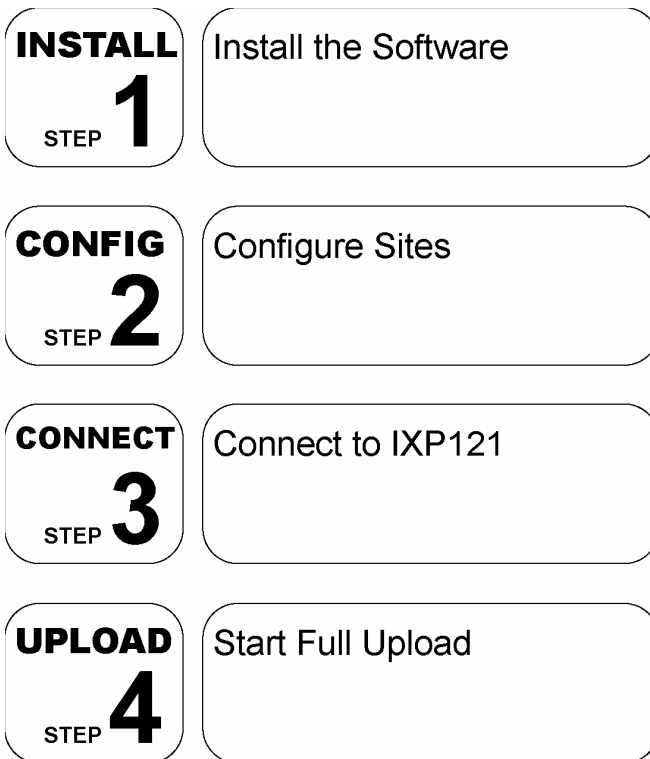 INSTALL
STEP 1
Install the Software
CONFIG
STEP 2
Configure Sites
CONNECT
STEP 3
Connect to IXP121
UPLOAD
STEP 4
Start Full Upload